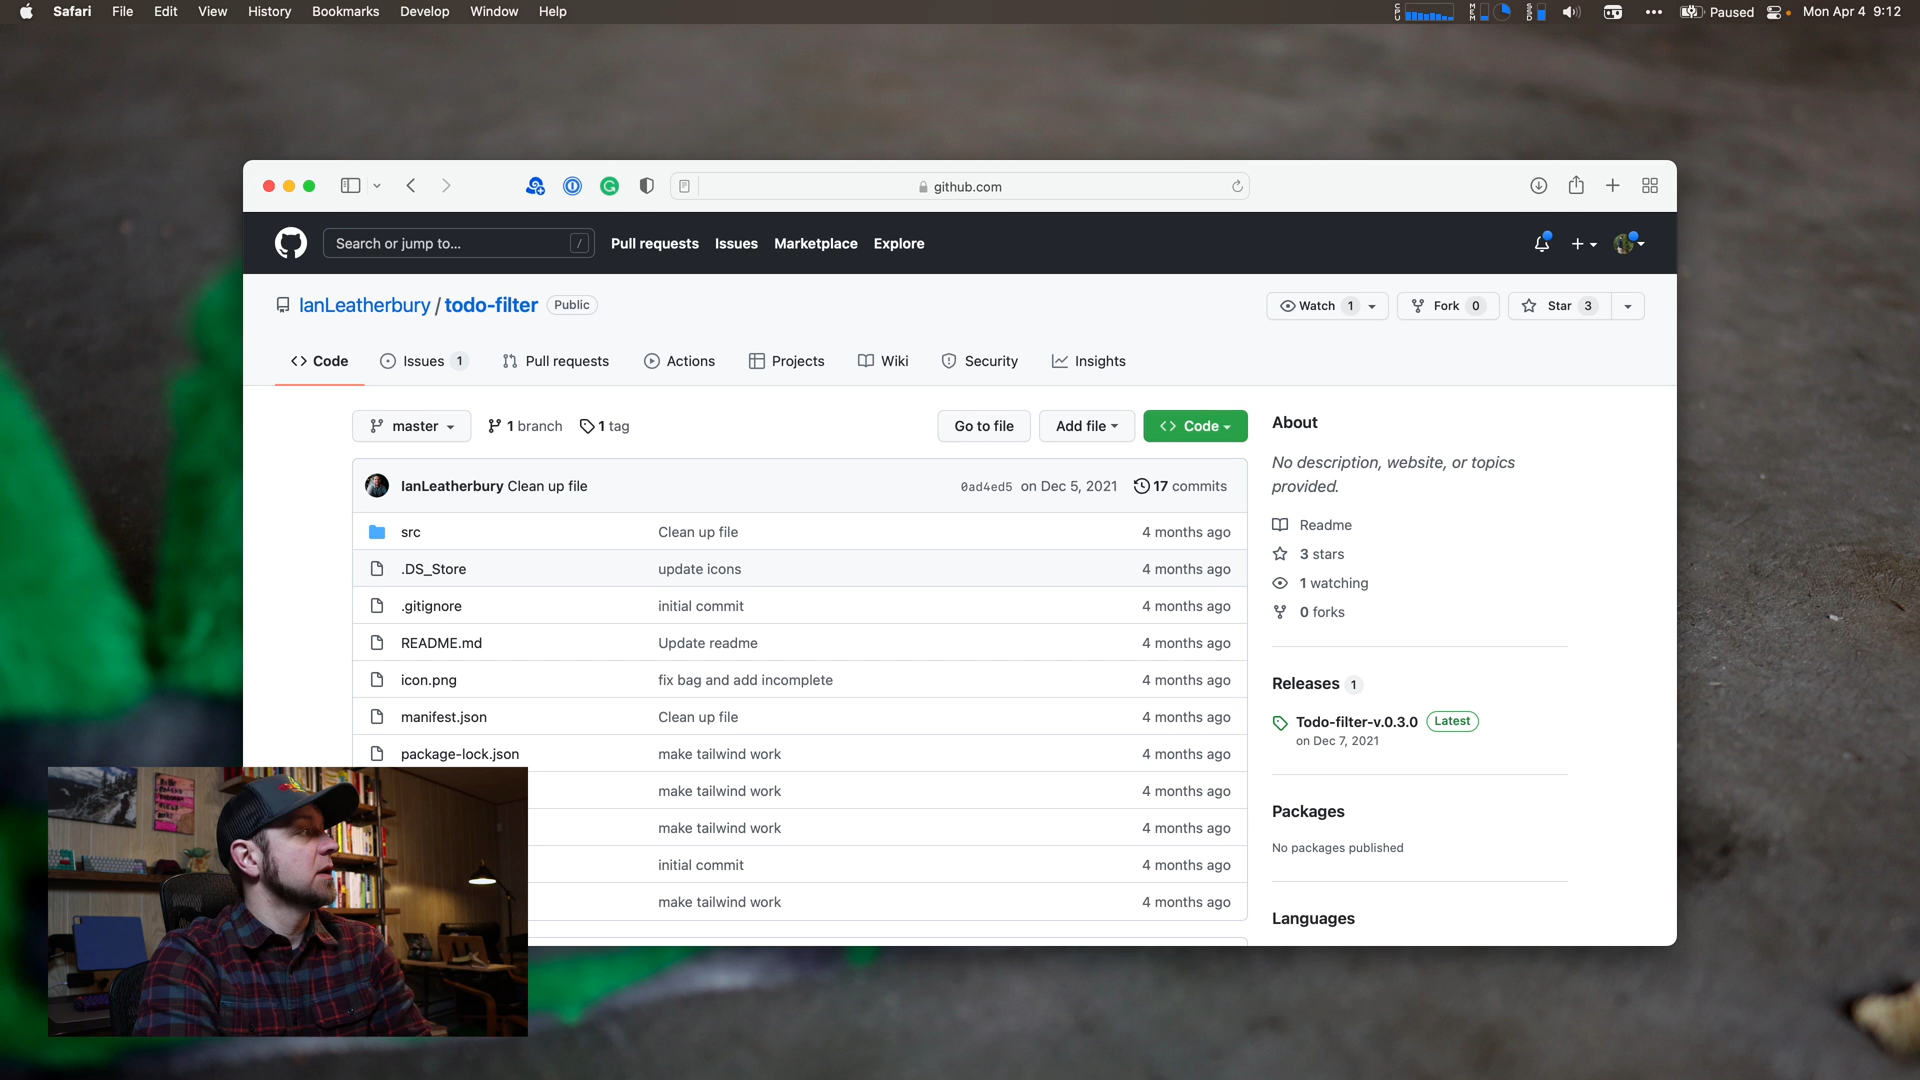 Safari File Edit View History Bookmarks Develop Window Help
CPU MEM SSD Paused Mon Apr 4 9:12
github.com
Search or jump to... / Pull requests Issues Marketplace Explore
IanLeatherbury / todo-filter Public
Watch 1 Fork 0 Star 3
Code Issues 1 Pull requests Actions Projects Wiki Security Insights
master 1 branch 1 tag Go to file Add file Code
IanLeatherbury Clean up file 0ad4ed5 on Dec 5, 2021 17 commits
src Clean up file 4 months ago
.DS_Store update icons 4 months ago
.gitignore initial commit 4 months ago
README.md Update readme 4 months ago
icon.png fix bag and add incomplete 4 months ago
manifest.json Clean up file 4 months ago
package-lock.json make tailwind work 4 months ago
make tailwind work 4 months ago
make tailwind work 4 months ago
initial commit 4 months ago
make tailwind work 4 months ago
About
No description, website, or topics
provided.
Readme
3 stars
1 watching
0 forks
Releases 1
Todo-filter-v.0.3.0 Latest
on Dec 7, 2021
Packages
No packages published
Languages